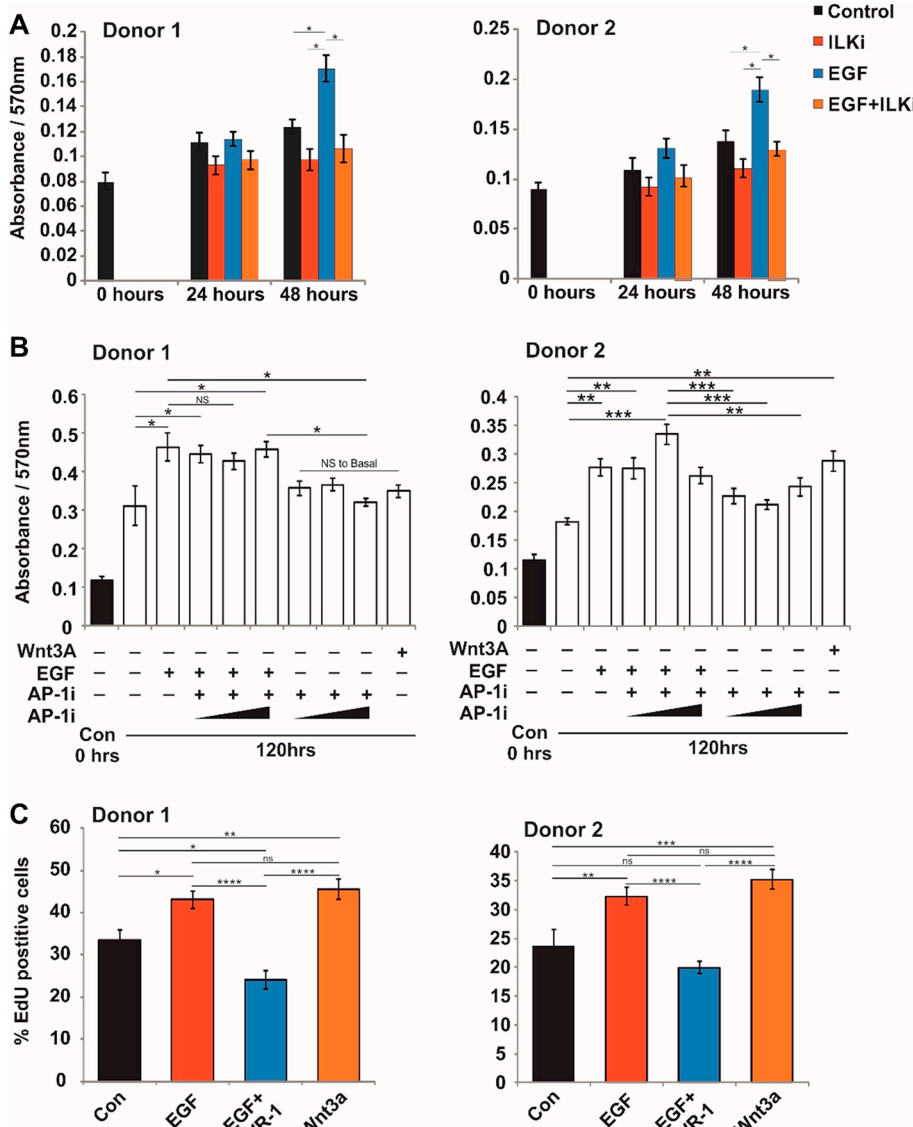 A
Donor 1
Donor 2
Control
ILKi
EGF
EGF+ILKi
Absorbance / 570nm
0.2
0.18
0.16
0.14
0.12
0.1
0.08
0.06
0.04
0.02
0
* * *
0 hours 24 hours 48 hours
0.25
0.2
0.15
0.1
0.05
0
* * *
0 hours 24 hours 48 hours
B
Donor 1
Donor 2
Absorbance / 570nm
0.6
0.5
0.4
0.3
0.2
0.1
0
*
*
NS
*
*
*
NS to Basal
0.4
0.35
0.3
0.25
0.2
0.15
0.1
0.05
0
**
** ***
** ***
*** **
Wnt3A – – – – – – – – – +
EGF – – + + + + – – – –
AP-1i – – – + + + + + + –
AP-1i
Con
0 hrs
120hrs
+
– – + + + + – – – –
AP-1i – – – + + + + + + –
AP-1i
120hrs
C
Donor 1
Donor 2
% EdU postitive cells
60
50
40
30
20
10
0
**
*
ns
* **** ****
Con EGF EGF+ Wnt3a
40
35
30
25
20
15
10
5
0
***
ns
ns ****
** ****
Con EGF EGF+ Wnt3a